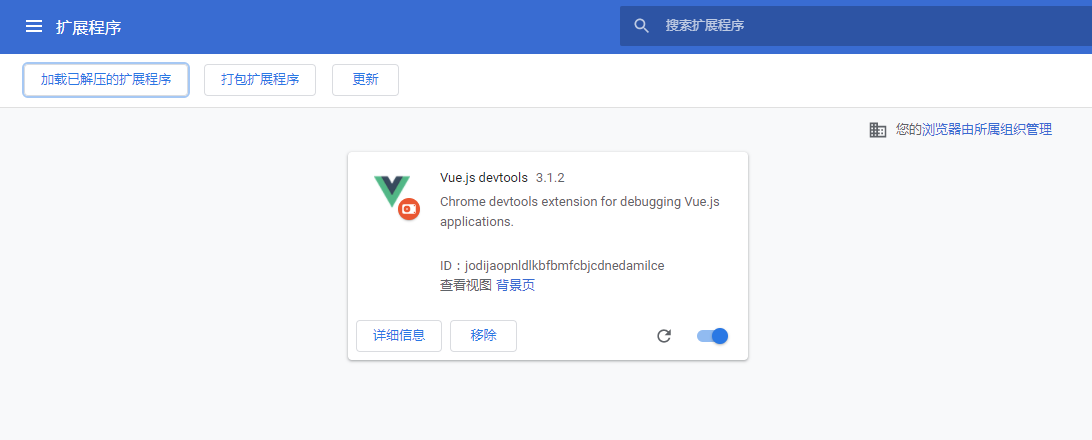 扩展程序
搜索扩展程序
加载已解压的扩展程序
打包扩展程序
更新
您的浏览器由所属组织管理
Vue.js devtools 3.1.2
Chrome devtools extension for debugging Vue.js
applications.
ID：jodijaopnldlkbfbmfcbjcdnedamilce
查看视图 背景页
详细信息
移除